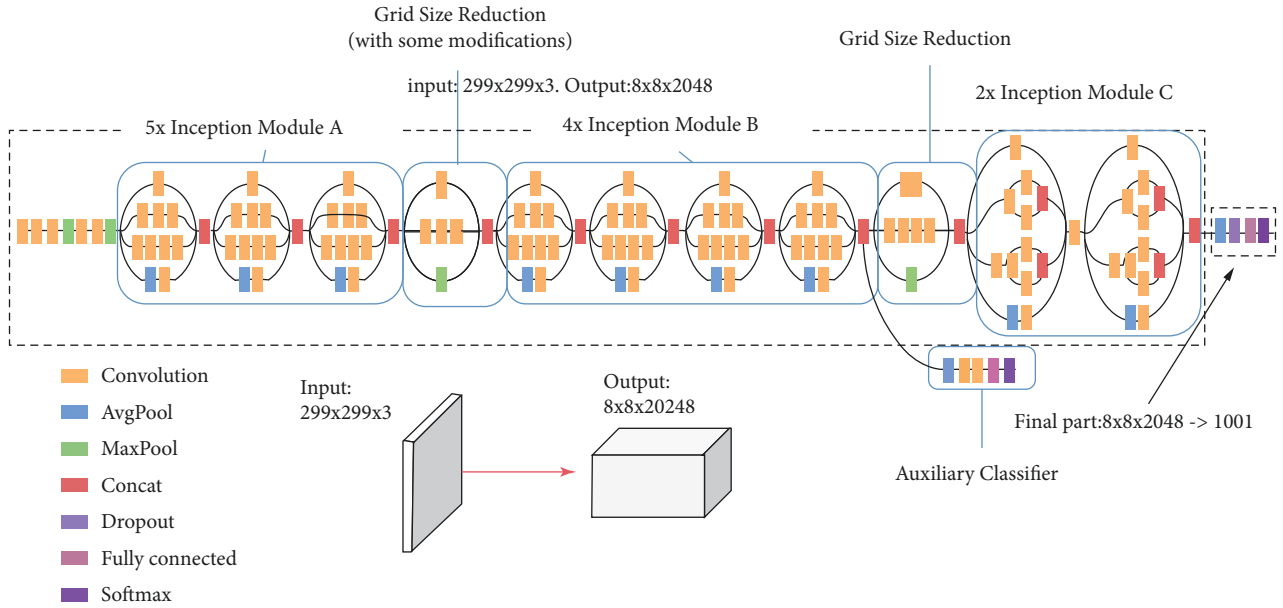 Grid Size Reduction
(with some modifications)
Grid Size Reduction
input: 299x299x3. Output:8x8x2048
2x Inception Module C
5x Inception Module A
4x Inception Module B
Convolution
AvgPool
MaxPool
Concat
Dropout
Fully connected
Softmax
Input:
299x299x3
Output:
8x8x20248
Final part:8x8x2048 -> 1001
Auxiliary Classifier